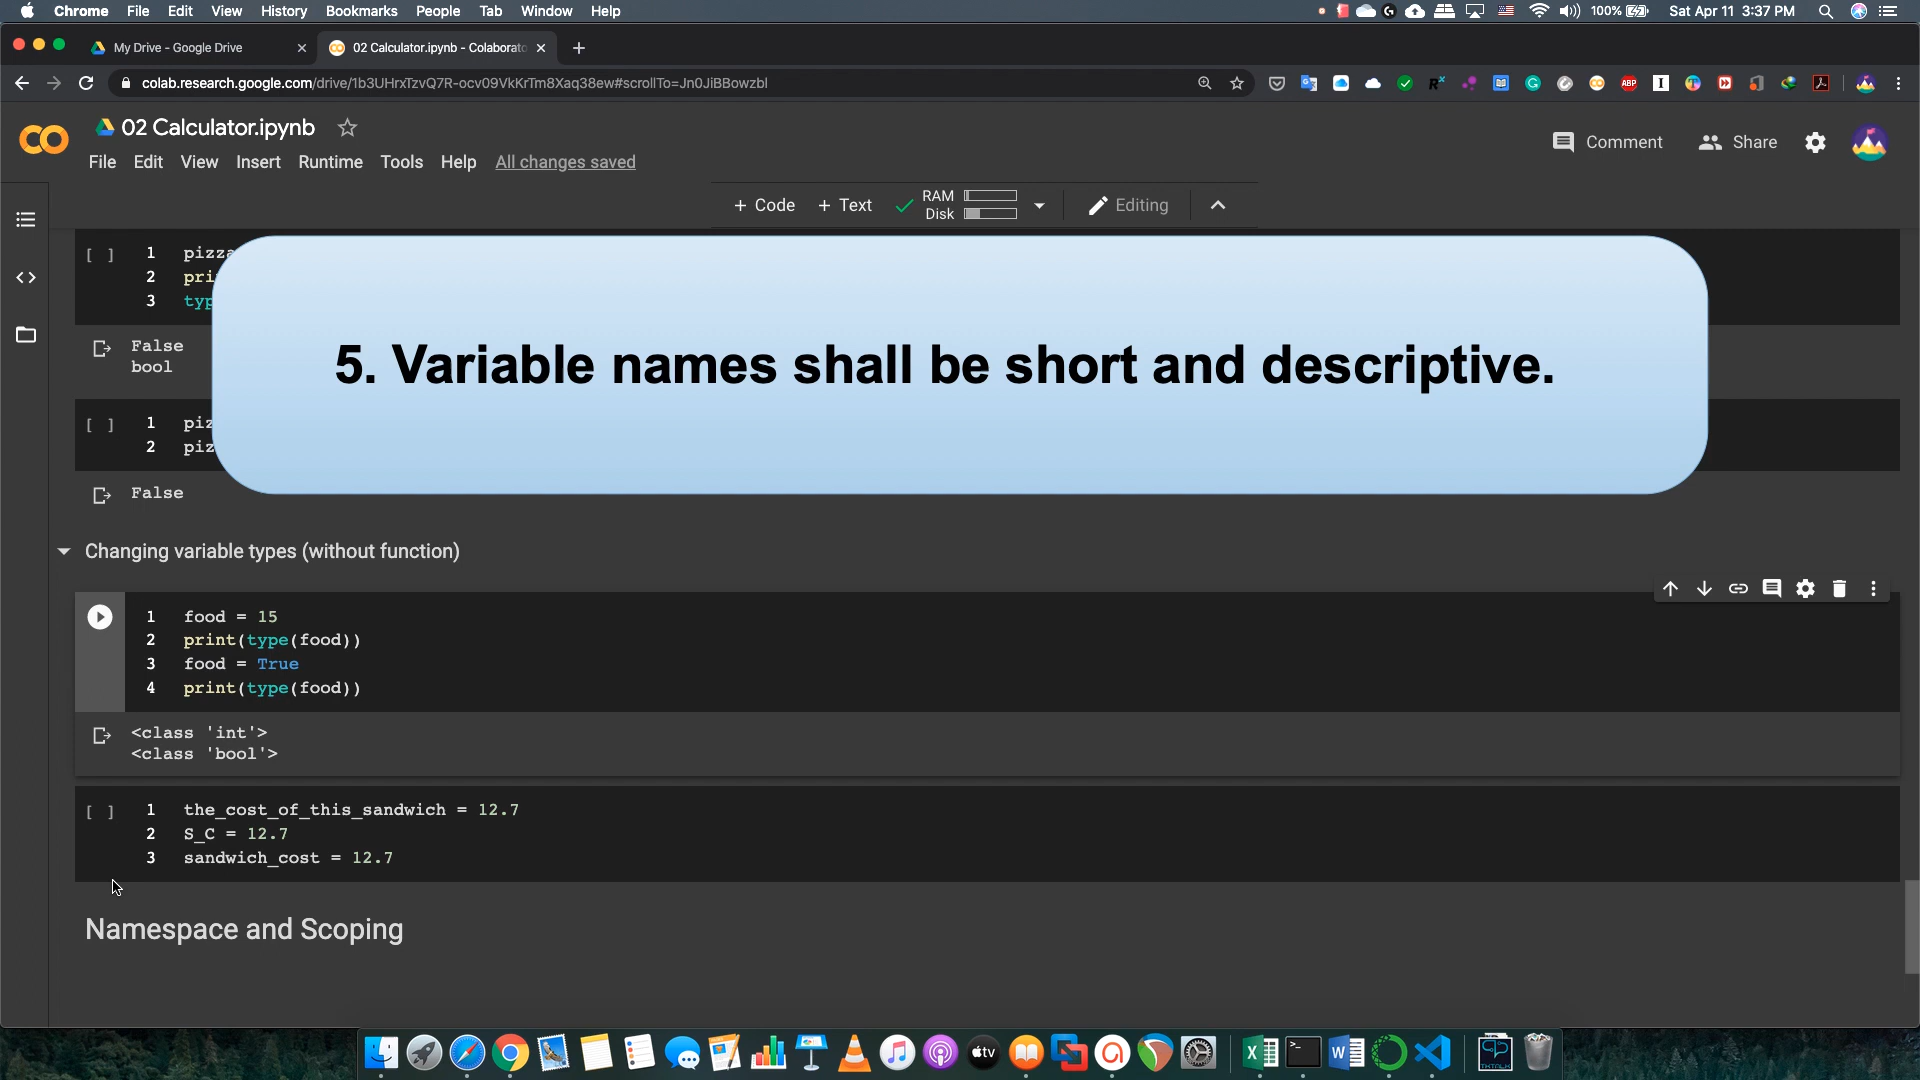 Chrome File Edit View History Bookmarks People Tab Window Help 100% Sat Apr 11 3:37 PM
My Drive - Google Drive 02 Calculator.ipynb - Colaborato
colab.research.google.com/drive/1b3UHrxTzvQ7R-ocv09VkKrTm8Xaq38ew#scrollTo=Jn0JiBBowzbl
02 Calculator.ipynb
Comment Share
File Edit View Insert Runtime Tools Help All changes saved
+ Code + Text RAM Disk Editing
[ ] 1 pizza
2 pri
3 typ
False
bool
5. Variable names shall be short and descriptive.
[ ] 1 piz
2 piz
False
Changing variable types (without function)
1 food = 15
2 print(type(food))
3 food = True
4 print(type(food))
<class 'int'>
<class 'bool'>
[ ] 1 the_cost_of_this_sandwich = 12.7
2 S_C = 12.7
3 sandwich_cost = 12.7
Namespace and Scoping
tv